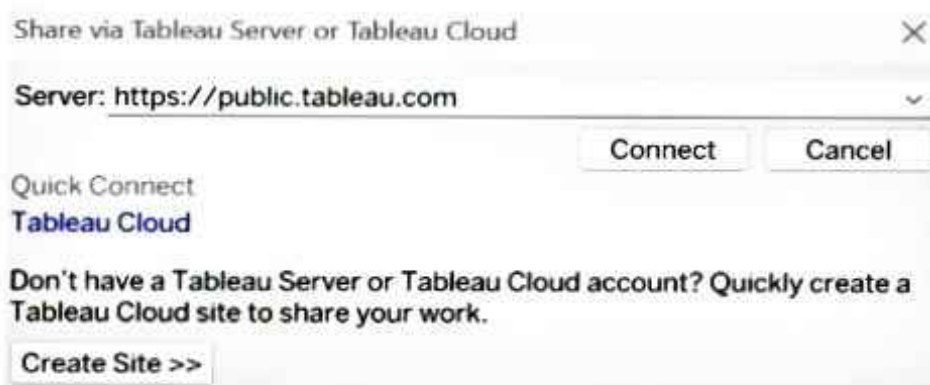 Share via Tableau Server or Tableau Cloud
Server: https://public.tableau.com
Connect Cancel
Quick Connect
Tableau Cloud
Don't have a Tableau Server or Tableau Cloud account? Quickly create a
Tableau Cloud site to share your work.
Create Site >>